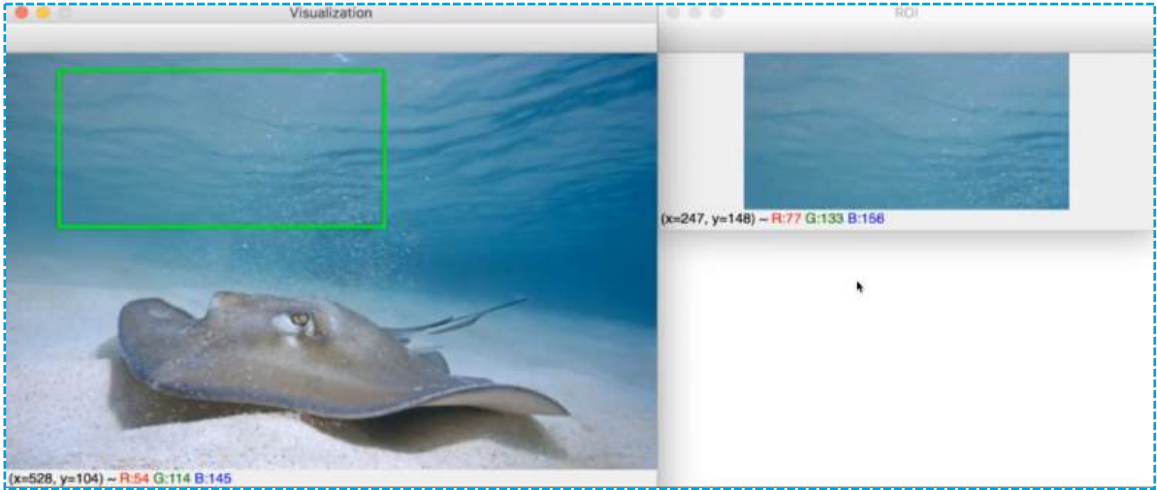 Visualization
ROI
(x=247, y=148) ~ R:77 G:133 B:156
(x=528, y=104) ~ R:54 G:114 B:145